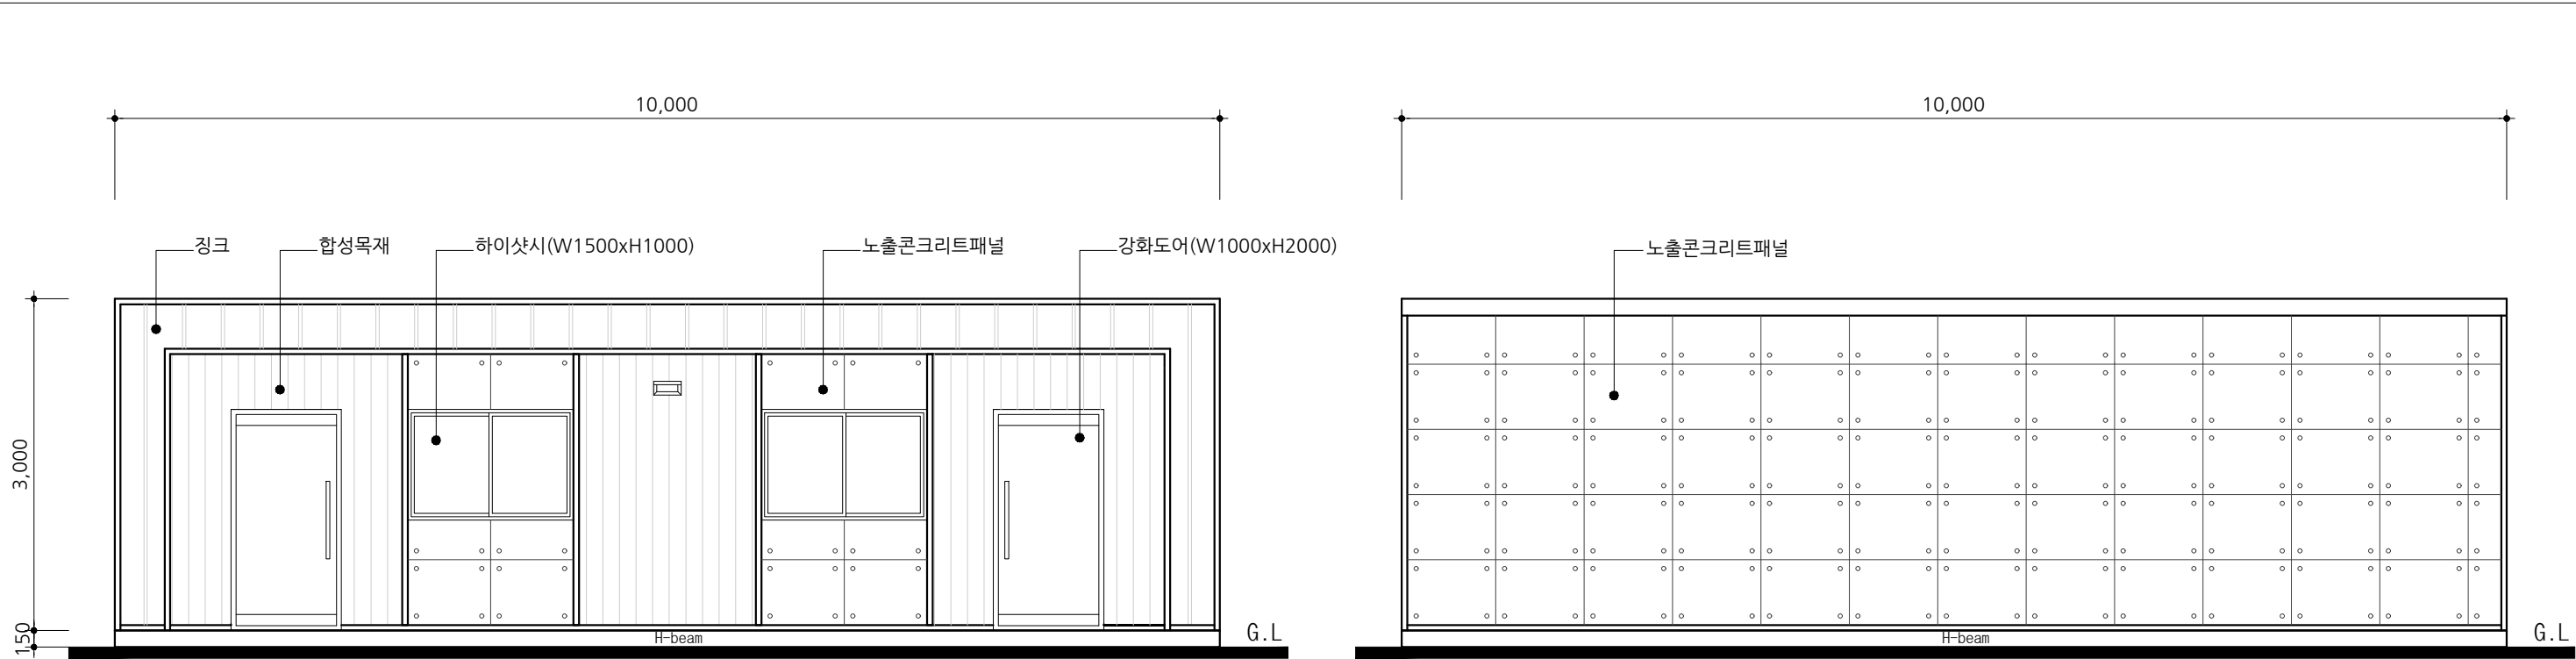 10,000
10,000
징크
합성목재
하이샷시(W1500xH1000)
노출콘크리트패널
강화도어(W1000xH2000)
노출콘크리트패널
3,000
150
H-beam
G.L
H-beam
G.L